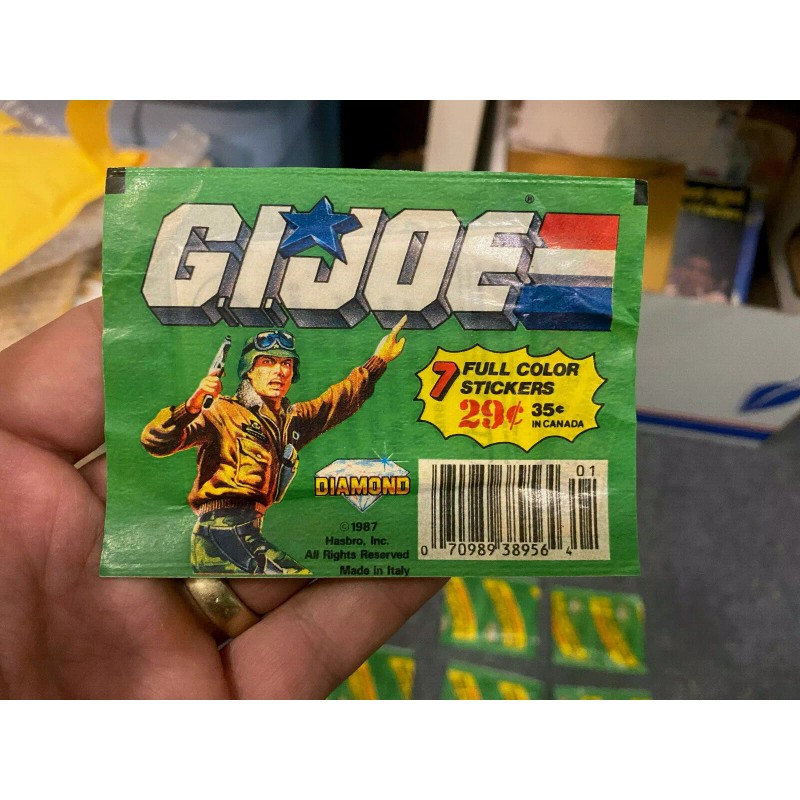 G.I.JOE ®
7 FULL COLOR
STICKERS
29¢ 35¢
IN CANADA
DIAMOND
©1987
Hasbro, Inc.
All Rights Reserved
Made in Italy
01
0 70989 38956 4